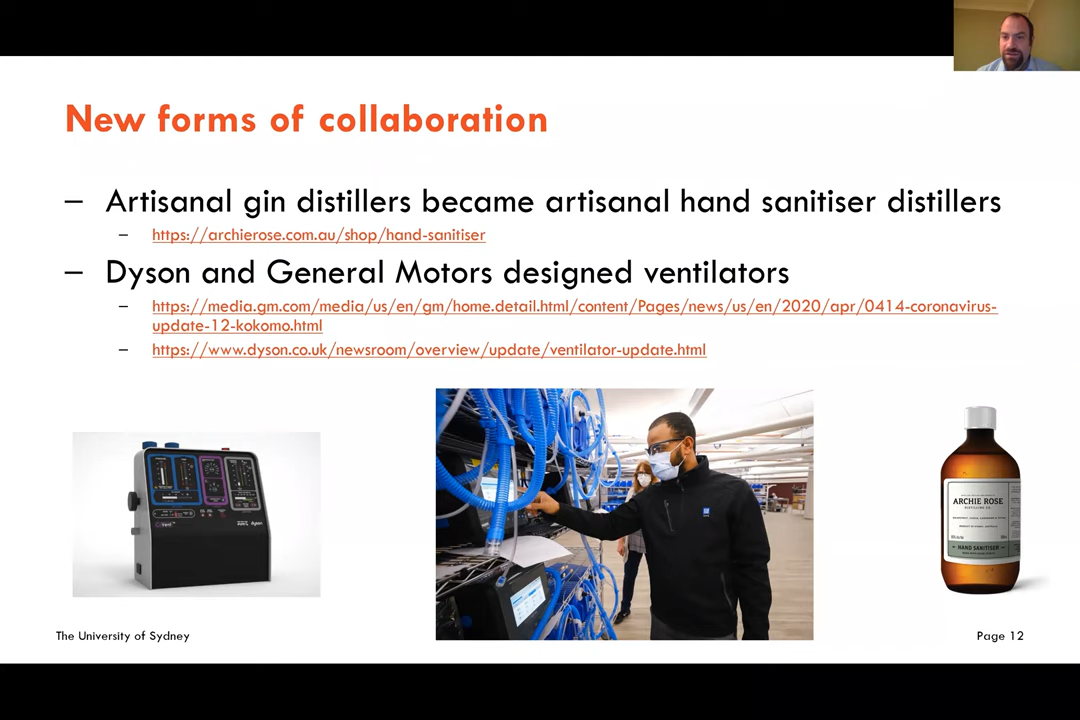 New forms of collaboration
– Artisanal gin distillers became artisanal hand sanitiser distillers
– https://archierose.com.au/shop/hand-sanitiser
– Dyson and General Motors designed ventilators
– https://media.gm.com/media/us/en/gm/home.detail.html/content/Pages/news/us/en/2020/apr/0414-coronavirus-
update-12-kokomo.html
– https://www.dyson.co.uk/newsroom/overview/update/ventilator-update.html
dyson
ARCHIE ROSE
DISTILLING CO.
HAND SANITISER
The University of Sydney
Page 12